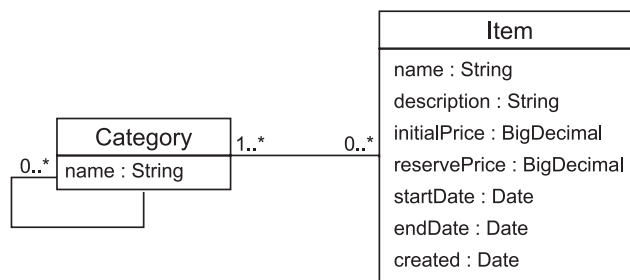 Item
name : String
description : String
initialPrice : BigDecimal
reservePrice : BigDecimal
startDate : Date
endDate : Date
created : Date
Category
name : String
0..*
1..*
0..*